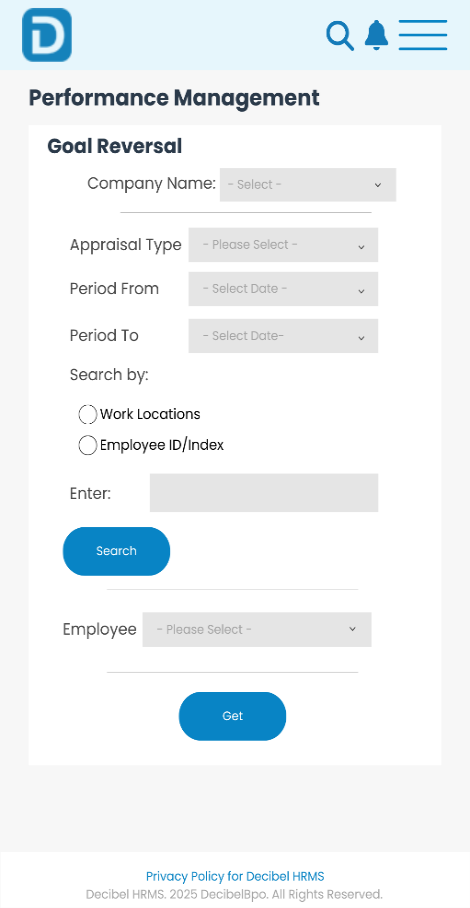 D
Performance Management
Goal Reversal
Company Name: - Select -
Appraisal Type - Please Select -
Period From - Select Date -
Period To - Select Date-
Search by:
Work Locations
Employee ID/Index
Enter:
Search
Employee - Please Select -
Get
Privacy Policy for Decibel HRMS
Decibel HRMS. 2025 DecibelBpo. All Rights Reserved.